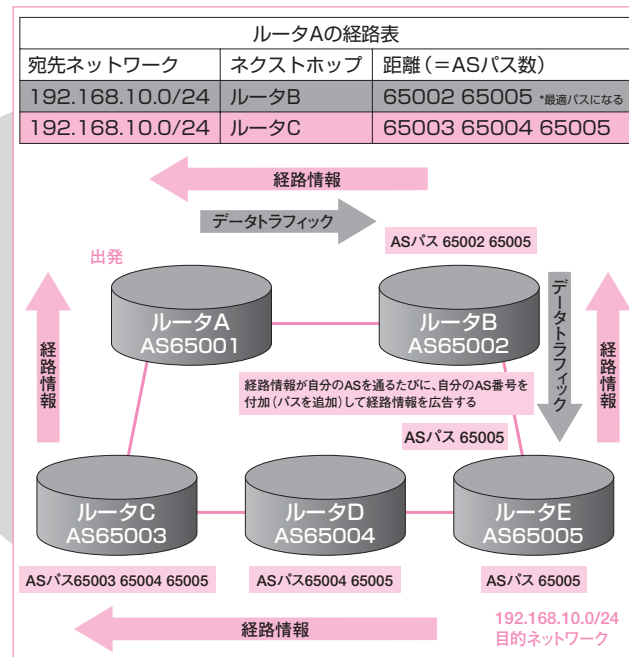 ルータAの経路表
宛先ネットワーク ネクストホップ 距離(=ASパス数)
192.168.10.0/24 ルータB 65002 65005 *最適パスになる
192.168.10.0/24 ルータC 65003 65004 65005
経路情報
データトラフィック
ASパス 65002 65005
出発
ルータA
AS65001
ルータB
AS65002
経路情報
データトラフィック
経路情報
経路情報が自分のASを通るたびに、自分のAS番号を
付加(パスを追加)して経路情報を広告する
ASパス 65005
ルータC
AS65003
ルータD
AS65004
ルータE
AS65005
ASパス65003 65004 65005
ASパス65004 65005
ASパス 65005
経路情報
192.168.10.0/24
目的ネットワーク